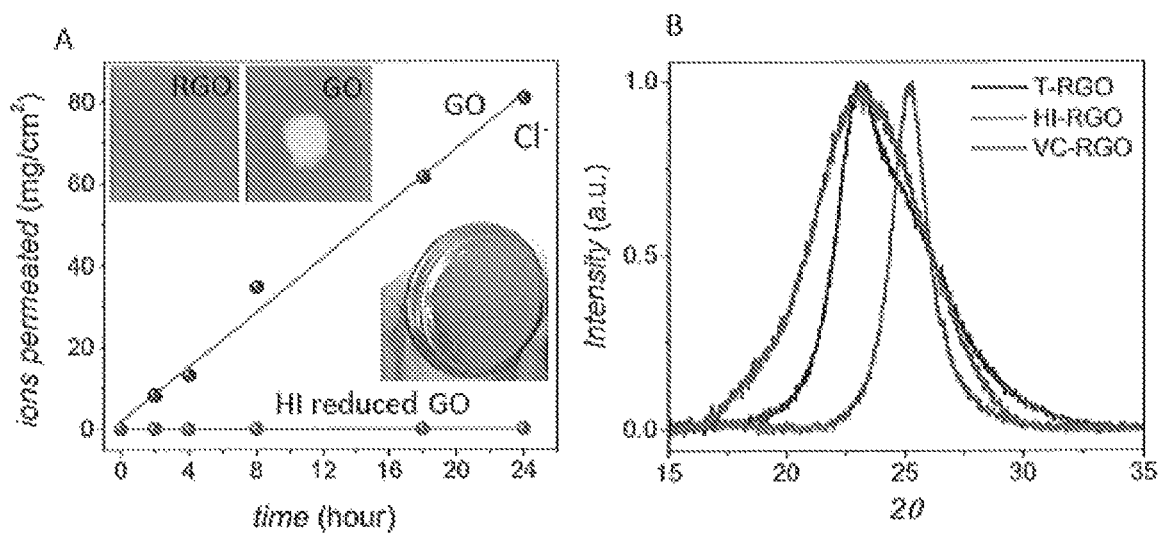 A
ions permeated (mg/cm²)
80
60
40
20
0
RGO
GO
GO
Cl⁻
HI reduced GO
0 4 8 12 16 20 24
time (hour)
B
Intensity (a.u.)
1.0
0.5
0.0
T-RGO
HI-RGO
VC-RGO
15 20 25 30 35
2θ